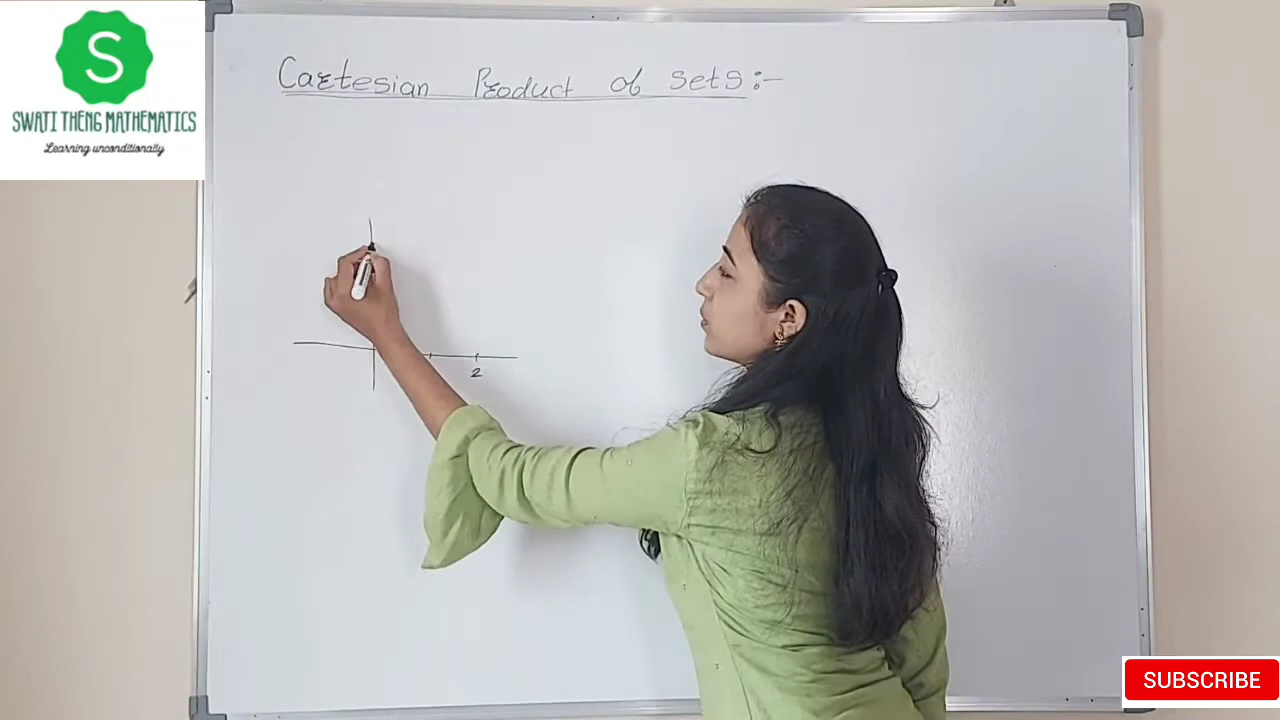 S
SWATI THENG MATHEMATICS
Learning unconditionally
Cartesian Product of sets:-
2
SUBSCRIBE